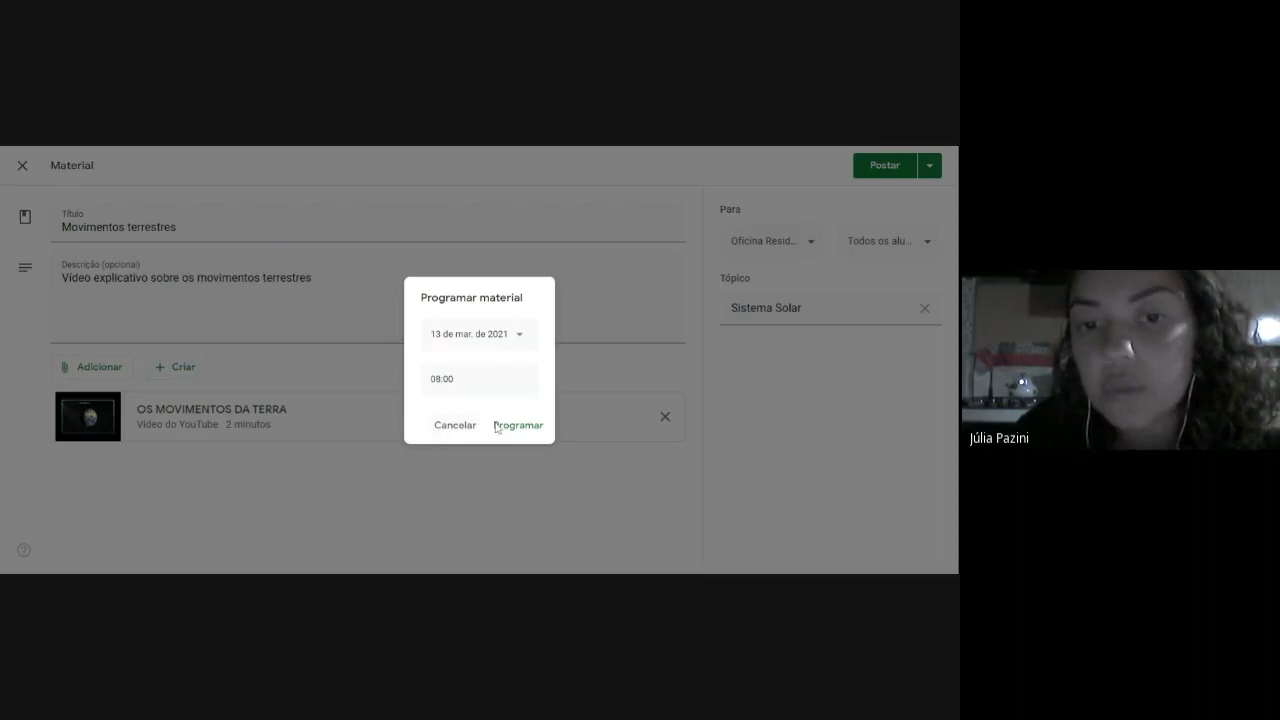 Material
Postar
Título
Movimentos terrestres
Descrição (opcional)
Vídeo explicativo sobre os movimentos terrestres
Adicionar
Criar
OS MOVIMENTOS DA TERRA
Vídeo do YouTube 2 minutos
Programar material
13 de mar. de 2021
08:00
Cancelar
Programar
Para
Oficina Resid...
Todos os alu...
Tópico
Sistema Solar
Júlia Pazini